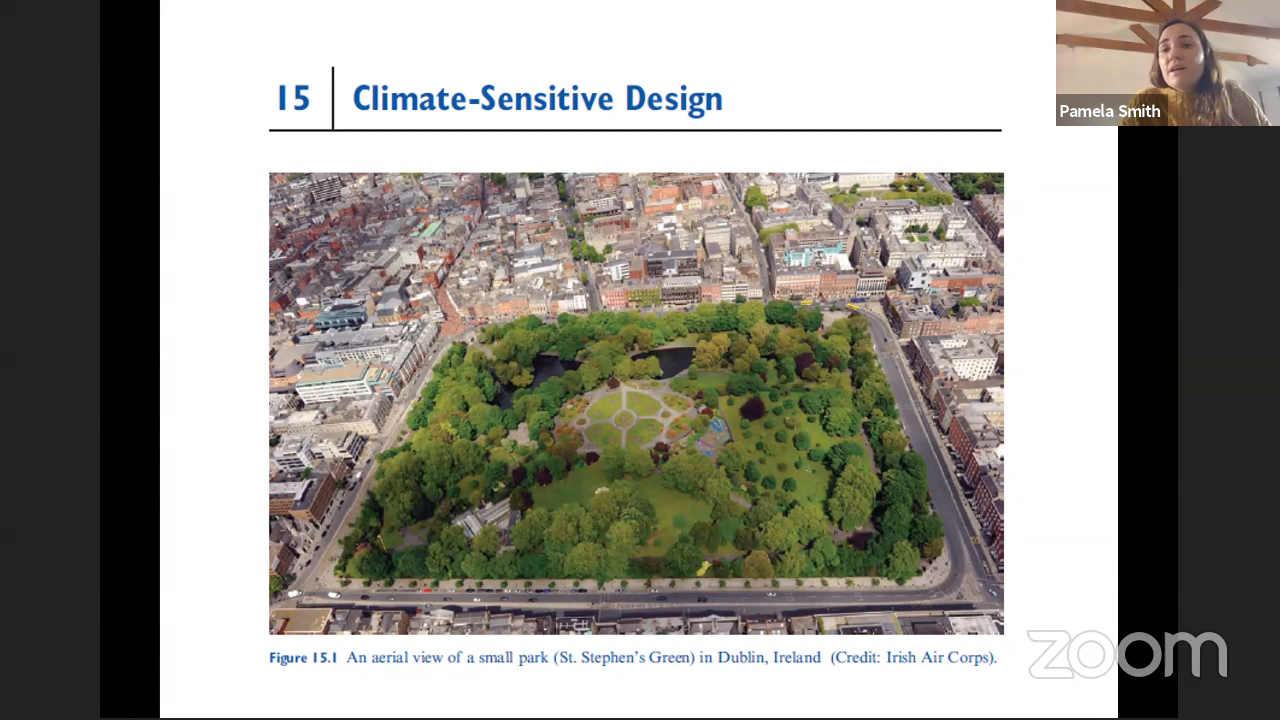 15 Climate-Sensitive Design
Pamela Smith
Figure 15.1 An aerial view of a small park (St. Stephen's Green) in Dublin, Ireland (Credit: Irish Air Corps).
zoom